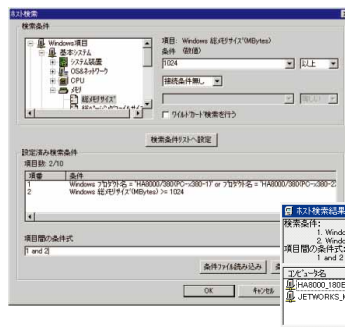 ホスト検索
検索条件
Windows項目
基本システム
システム装置
OS&ネットワーク
CPU
メモリ
総メモリサイズ
項目: Windows 総メモリサイズ(MBytes)
条件 (数値)
1024 以上
接続条件無し
ワイルドカード検索を行う
検索条件リストへ設定
設定済み検索条件
項目数: 2/10
項番 条件
1 Windows プロダクト名 = 'HA8000/380(PC-x380-1)' or プロダクト名 = 'HA8000/380(PC-x380-2
2 Windows 総メモリサイズ(MBytes) >= 1024
項目間の条件式
1 and 2
条件ファイル読み込み
OK キャンセル
ホスト検索結果
検索条件:
1. Windo
2. Windo
項目間の条件式:
1 and 2
コンピュータ名
HA8000_180E
JETWORKS_